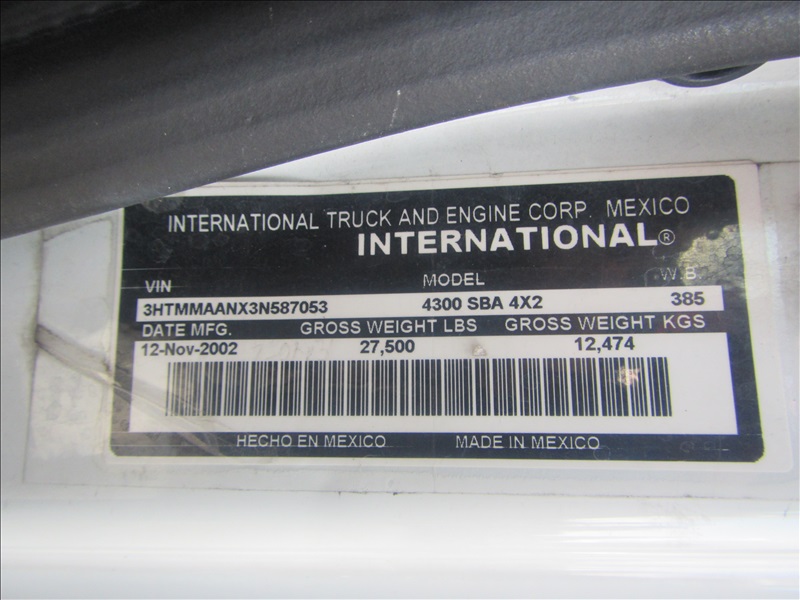 INTERNATIONAL TRUCK AND ENGINE CORP. MEXICO
INTERNATIONAL®
VIN MODEL W.B.
3HTMMAANX3N587053 4300 SBA 4X2 385
DATE MFG. GROSS WEIGHT LBS GROSS WEIGHT KGS
12-Nov-2002 27,500 12,474
HECHO EN MEXICO MADE IN MEXICO